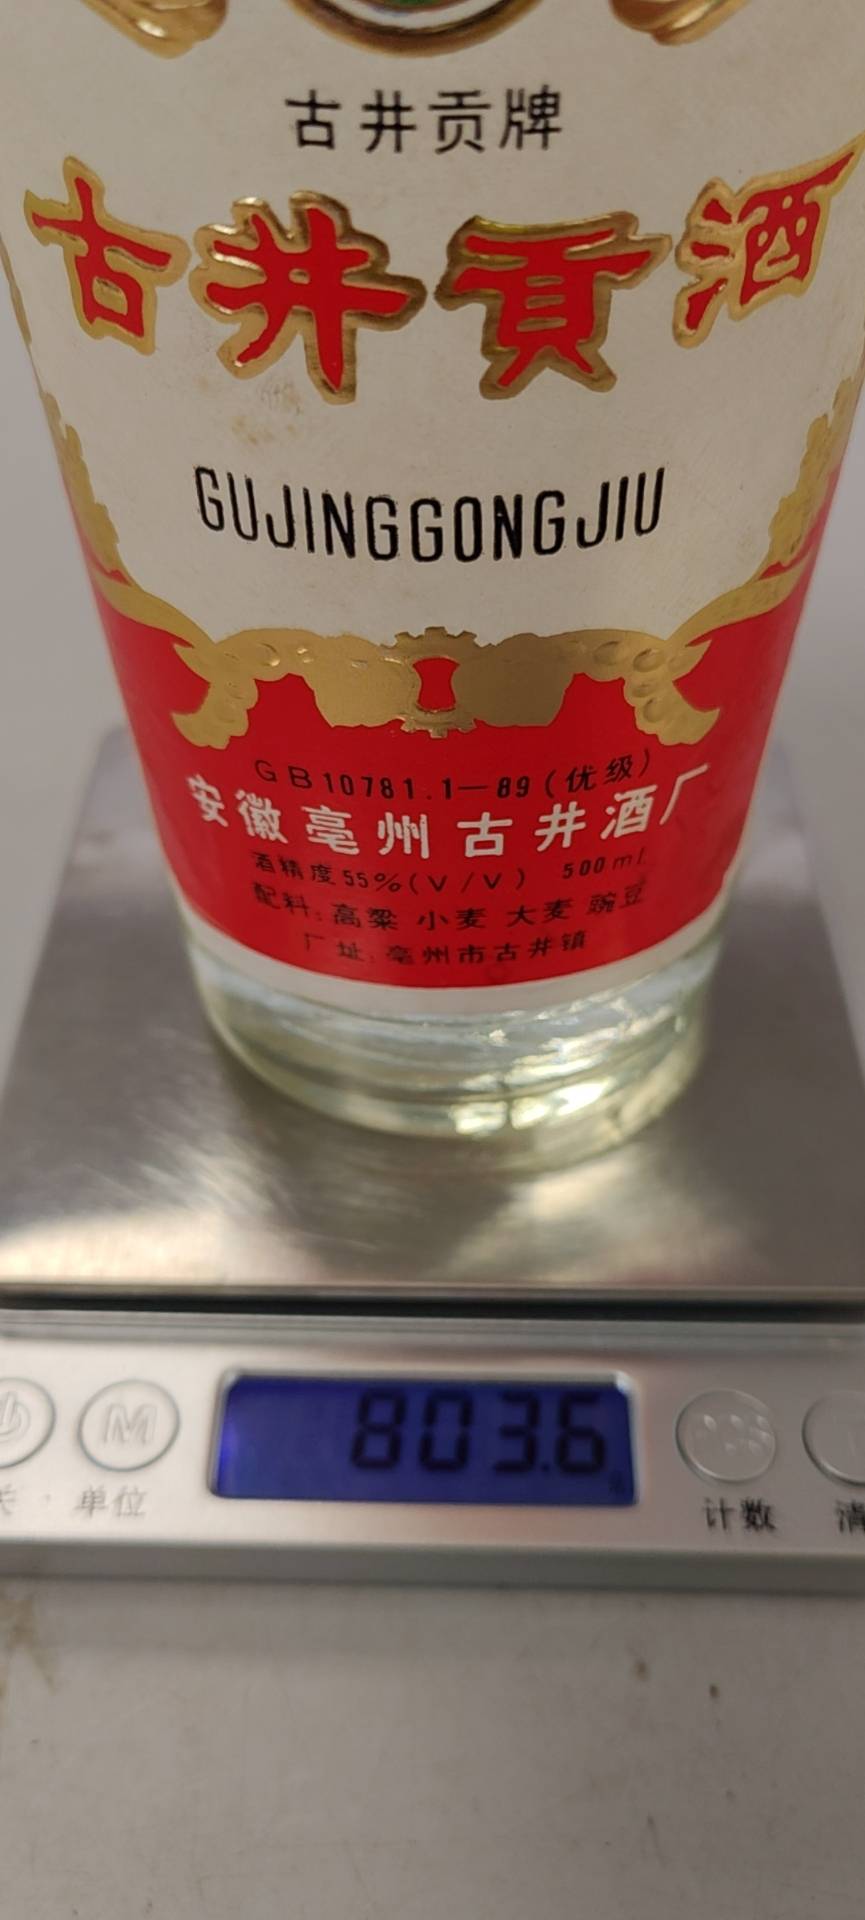 古井贡牌
古井贡酒
GUJINGGONGJIU
GB10781.1—89(优级)
安徽亳州古井酒厂
酒精度55%(V/V) 500ml
配料:高粱 小麦 大麦 豌豆
厂址:亳州市古井镇
803.6
M
关·单位
计数
清